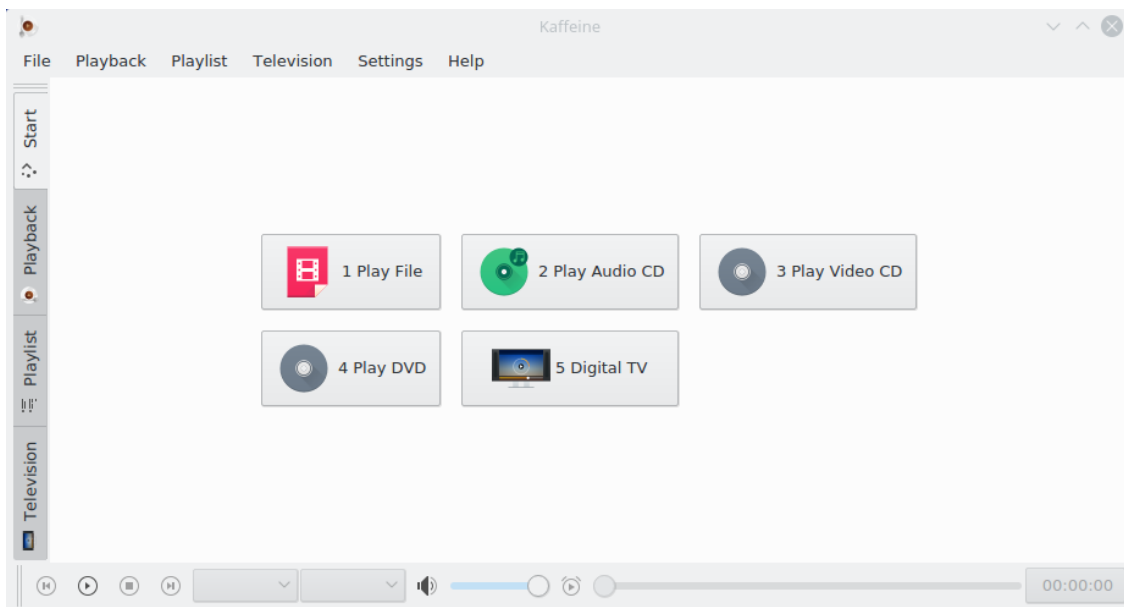 Kaffeine
File Playback Playlist Television Settings Help
Start
Playback
Playlist
Television
1 Play File
2 Play Audio CD
3 Play Video CD
4 Play DVD
5 Digital TV
00:00:00